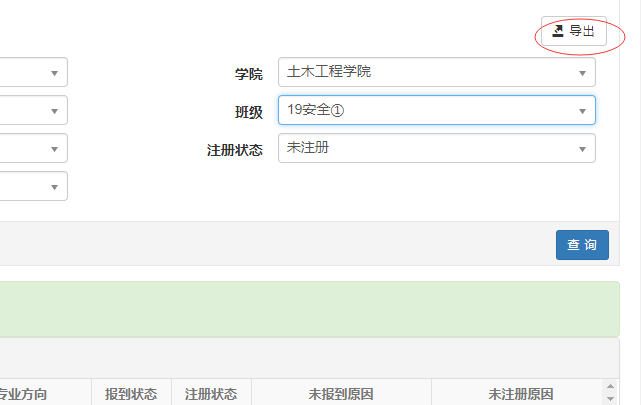 导出
学院 土木工程学院
班级 19安全①
注册状态 未注册
查 询
专业方向 报到状态 注册状态 未报到原因 未注册原因